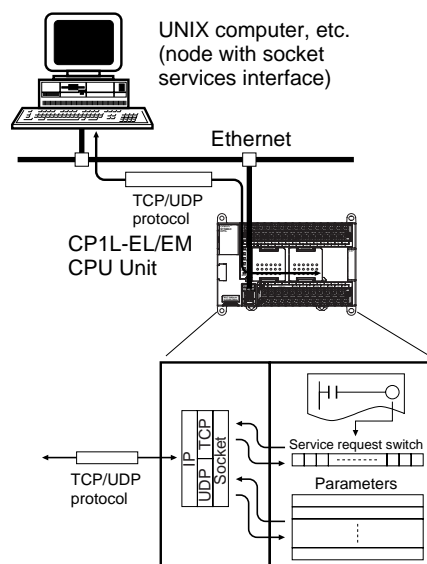 UNIX computer, etc.
(node with socket
services interface)
Ethernet
TCP/UDP
protocol
CP1L-EL/EM
CPU Unit
IP
TCP
UDP
Socket
Service request switch
TCP/UDP
protocol
Parameters